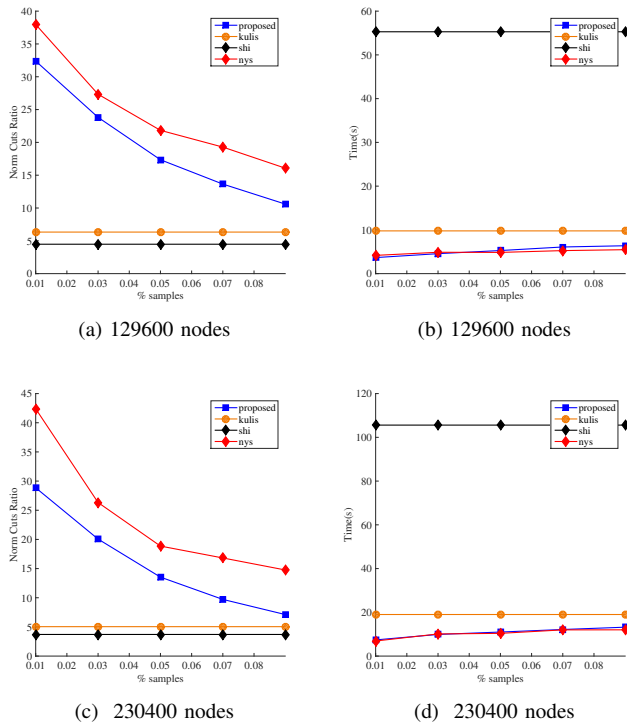 40
35
30
25
20
15
10
5
0
Norm Cuts Ratio
proposed
kulis
shi
nys
0.01 0.02 0.03 0.04 0.05 0.06 0.07 0.08
% samples
(a) 129600 nodes
60
50
40
30
20
10
0
Time(s)
proposed
kulis
shi
nys
0.01 0.02 0.03 0.04 0.05 0.06 0.07 0.08
% samples
(b) 129600 nodes
45
40
35
30
25
20
15
10
5
0
Norm Cuts Ratio
proposed
kulis
shi
nys
0.01 0.02 0.03 0.04 0.05 0.06 0.07 0.08
% samples
(c) 230400 nodes
120
100
80
60
40
20
0
Time(s)
proposed
kulis
shi
nys
0.01 0.02 0.03 0.04 0.05 0.06 0.07 0.08
% samples
(d) 230400 nodes